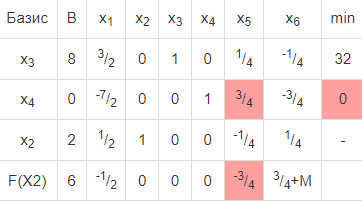 Базис B x1 x2 x3 x4 x5 x6 min
x3 8 3/2 0 1 0 1/4 -1/4 32
x4 0 -7/2 0 0 1 3/4 -3/4 0
x2 2 1/2 1 0 0 -1/4 1/4 -
F(X2) 6 -1/2 0 0 0 -3/4 3/4+M